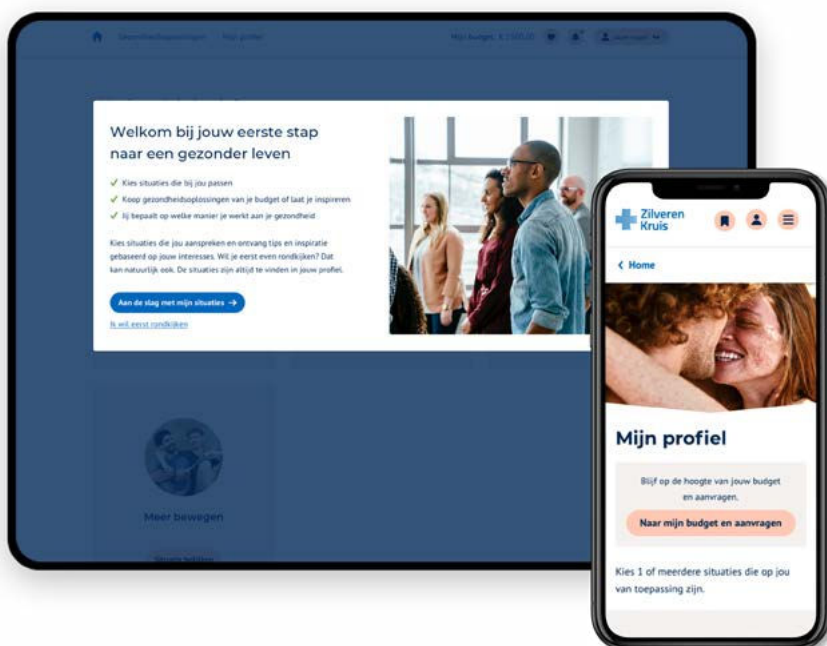 Gezondheidsoplossingen Mijn profiel
Mijn budget:
Welkom bij jouw eerste stap
naar een gezonder leven
✓ Kies situaties die bij jou passen
✓ Koop gezondheidsoplossingen van je budget of laat je inspireren
✓ Jij bepaalt op welke manier je werkt aan je gezondheid
Kies situaties die jou aanspreken en ontvang tips en inspiratie
gebaseerd op jouw interesses. Wil je eerst even rondkijken? Dat
kan natuurlijk ook. De situaties zijn altijd te vinden in jouw profiel.
Aan de slag met mijn situaties →
Ik wil eerst rondkijken
Meer bewegen
Zilveren
Kruis
< Home
Mijn profiel
Blijf op de hoogte van jouw budget
en aanvragen.
Naar mijn budget en aanvragen
Kies 1 of meerdere situaties die op jou
van toepassing zijn.